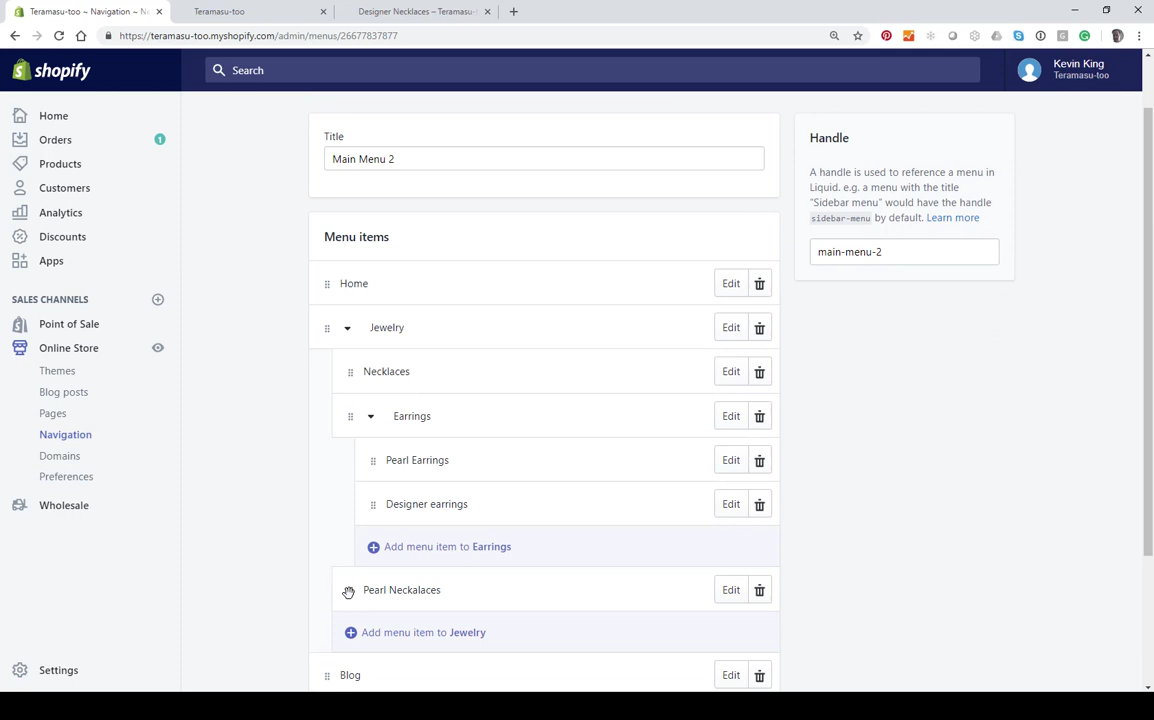 Teramasu-too ~ Navigation ~ Ne
Teramasu-too
Designer Necklaces – Teramasu-
https://teramasu-too.myshopify.com/admin/menus/26677837877
shopify
Search
Kevin King
Teramasu-too
Home
Orders
1
Products
Customers
Analytics
Discounts
Apps
SALES CHANNELS
Point of Sale
Online Store
Themes
Blog posts
Pages
Navigation
Domains
Preferences
Wholesale
Settings
Title
Main Menu 2
Menu items
Home
Edit
Jewelry
Edit
Necklaces
Edit
Earrings
Edit
Pearl Earrings
Edit
Designer earrings
Edit
Add menu item to Earrings
Pearl Neckalaces
Edit
Add menu item to Jewelry
Blog
Edit
Handle
A handle is used to reference a menu in
Liquid. e.g. a menu with the title
"Sidebar menu" would have the handle
sidebar-menu by default. Learn more
main-menu-2